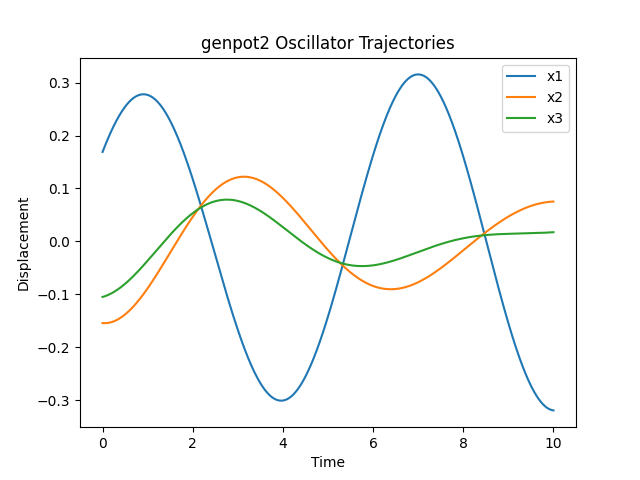 genpot2 Oscillator Trajectories
x1
x2
x3
0.3
0.2
0.1
0.0
−0.1
−0.2
−0.3
Displacement
0 2 4 6 8 10
Time